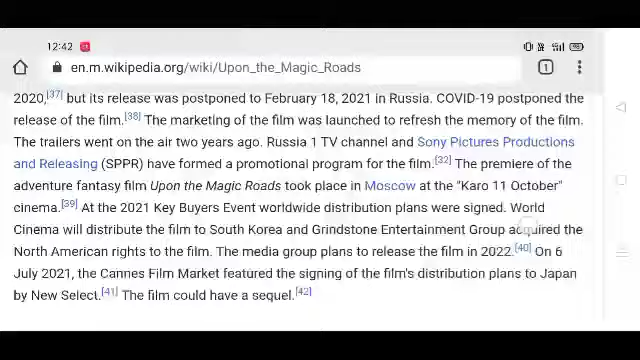 12:42
en.m.wikipedia.org/wiki/Upon_the_Magic_Roads
1
2020,[37] but its release was postponed to February 18, 2021 in Russia. COVID-19 postponed the
release of the film.[38] The marketing of the film was launched to refresh the memory of the film.
The trailers went on the air two years ago. Russia 1 TV channel and Sony Pictures Productions
and Releasing (SPPR) have formed a promotional program for the film.[32] The premiere of the
adventure fantasy film Upon the Magic Roads took place in Moscow at the "Karo 11 October"
cinema.[39] At the 2021 Key Buyers Event worldwide distribution plans were signed. World
Cinema will distribute the film to South Korea and Grindstone Entertainment Group acquired the
North American rights to the film. The media group plans to release the film in 2022.[40] On 6
July 2021, the Cannes Film Market featured the signing of the film's distribution plans to Japan
by New Select.[41] The film could have a sequel.[42]